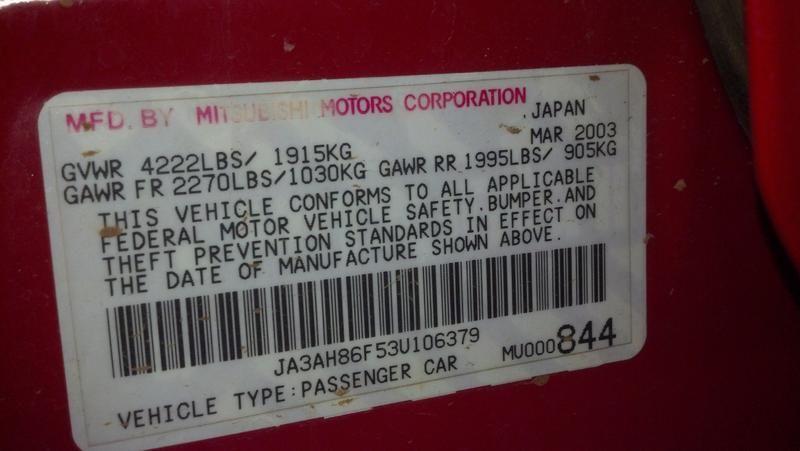 MFD. BY MITSUBISHI MOTORS CORPORATION
.JAPAN
GVWR 4222LBS/ 1915KG MAR 2003
GAWR FR 2270LBS/1030KG GAWR RR 1995LBS/ 905KG
THIS VEHICLE CONFORMS TO ALL APPLICABLE
FEDERAL MOTOR VEHICLE SAFETY.BUMPER.AND
THEFT PREVENTION STANDARDS IN EFFECT ON
THE DATE OF MANUFACTURE SHOWN ABOVE.
JA3AH86F53U106379
VEHICLE TYPE:PASSENGER CAR MU000844